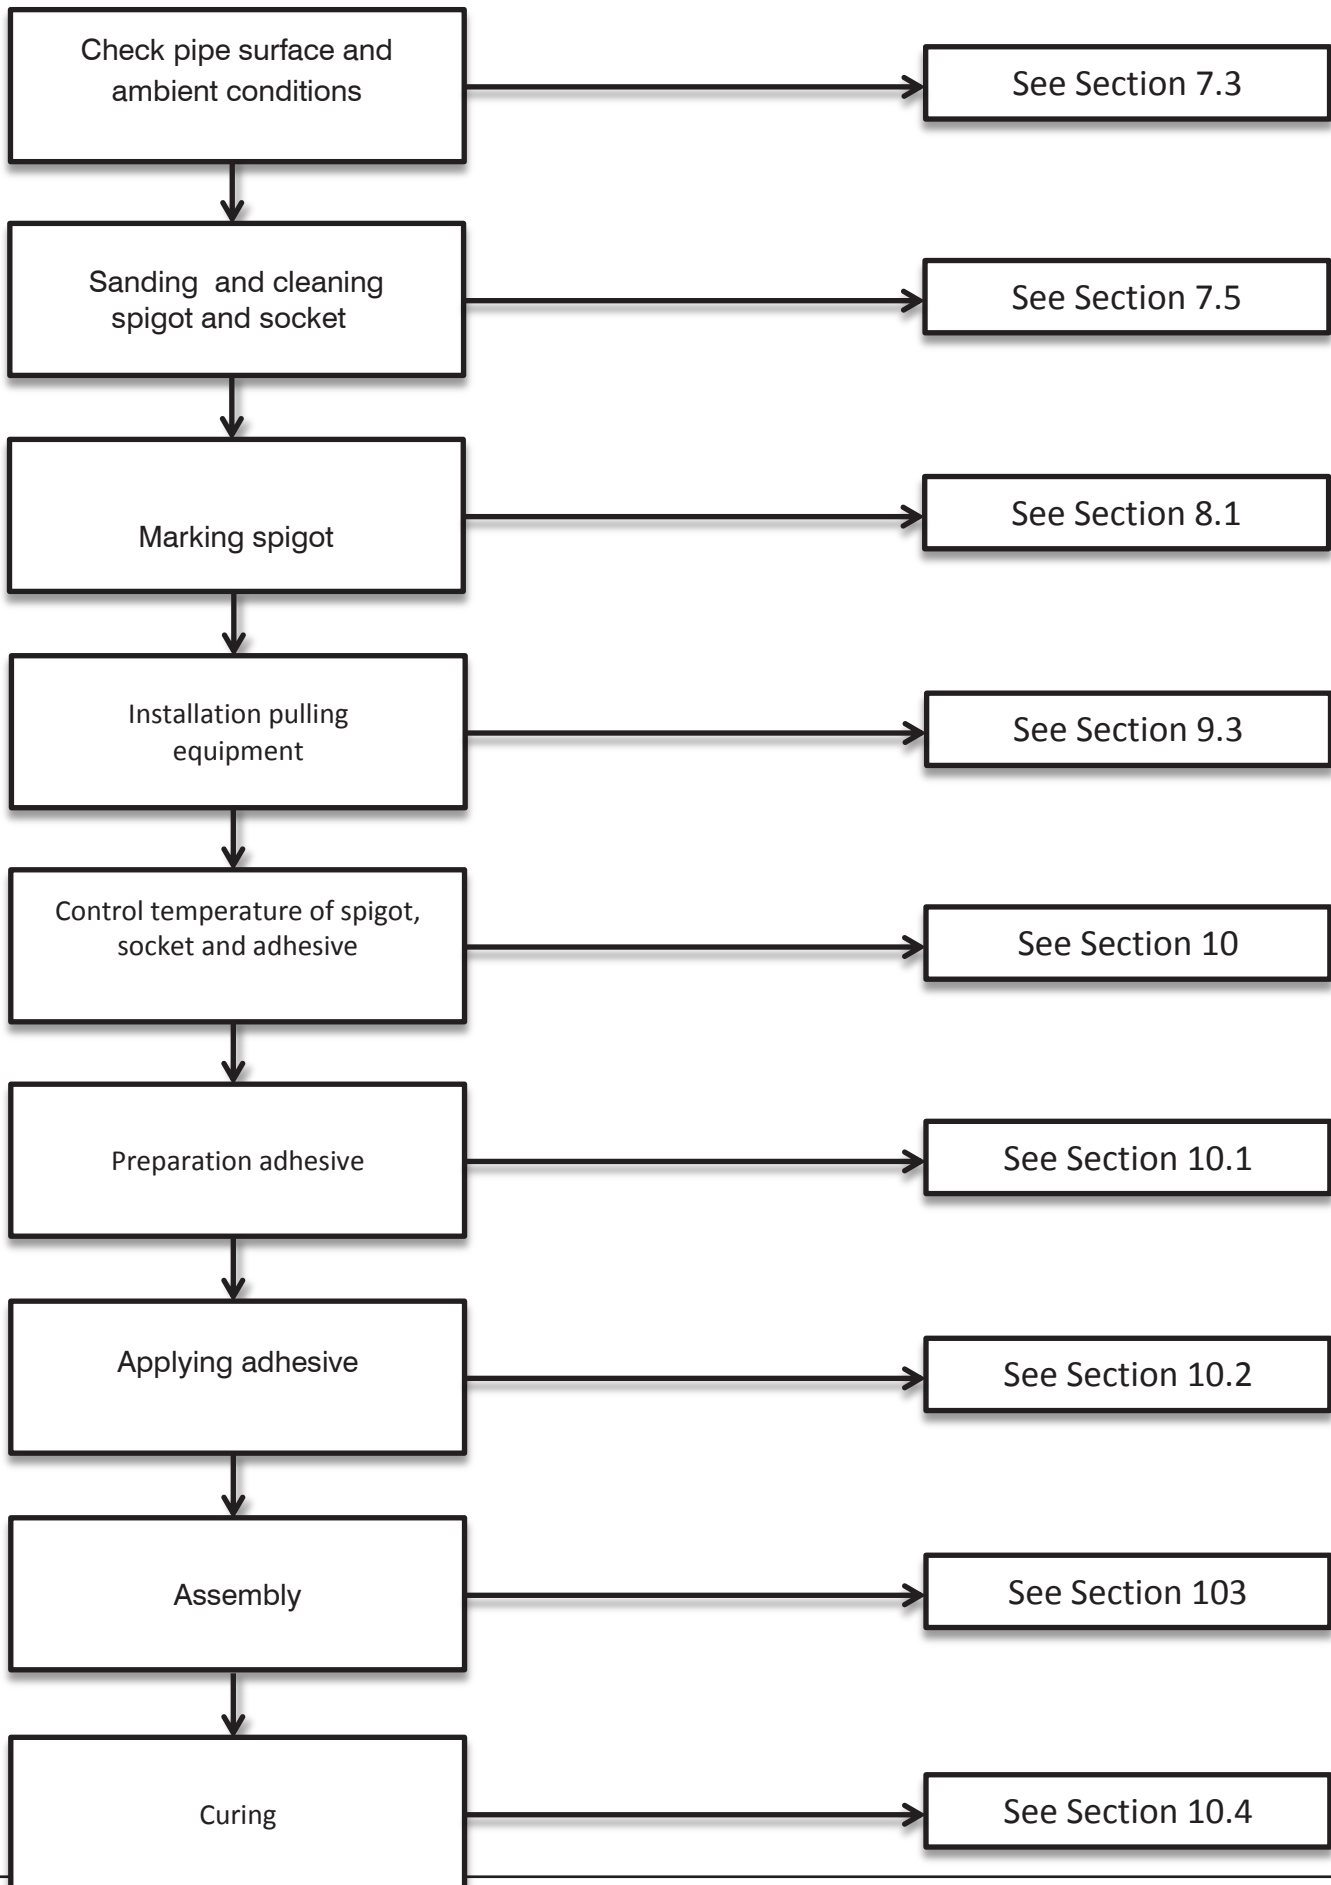 Check pipe surface and
ambient conditions
See Section 7.3
Sanding  and cleaning
spigot and socket
See Section 7.5
Marking spigot
See Section 8.1
Installation pulling
equipment
See Section 9.3
Control temperature of spigot,
socket and adhesive
See Section 10
Preparation adhesive
See Section 10.1
Applying adhesive
See Section 10.2
Assembly
See Section 103
Curing
See Section 10.4